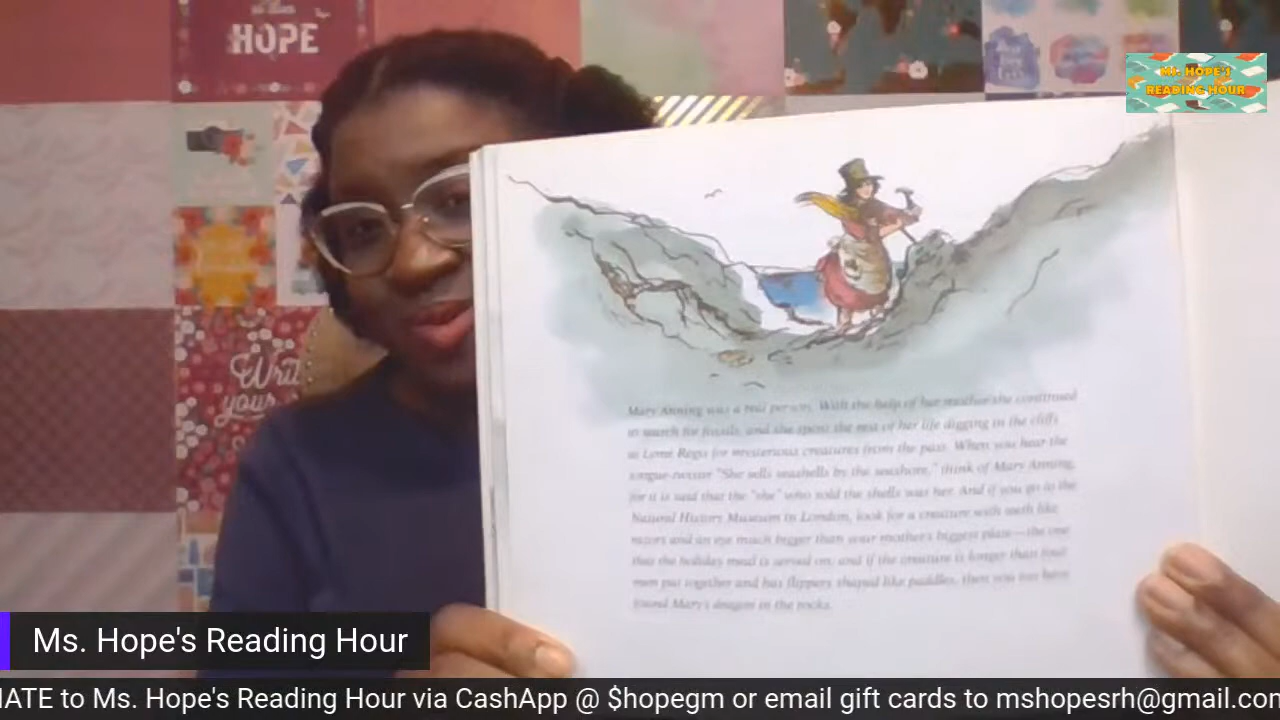 HOPE
MS. HOPE'S
READING HOUR
Writ
your
Mary Anning was a real person. With the help of her mother she continued
to search for fossils, and she spent the rest of her life digging in the cliffs
at Lyme Regis for mysterious creatures from the past. When you hear the
tongue-twister "She sells seashells by the seashore," think of Mary Anning,
for it is said that the "she" who sold the shells was her. And if you go to the
Natural History Museum in London, look for a creature with teeth like
razors and an eye much bigger than your mother's biggest plate—the one
that the holiday meal is served on, and if the creature is longer than four
men put together and has flippers shaped like paddles, then you too have
found Mary's dragon in the rocks.
Ms. Hope's Reading Hour
NATE to Ms. Hope's Reading Hour via CashApp @ $hopegm or email gift cards to mshopesrh@gmail.com